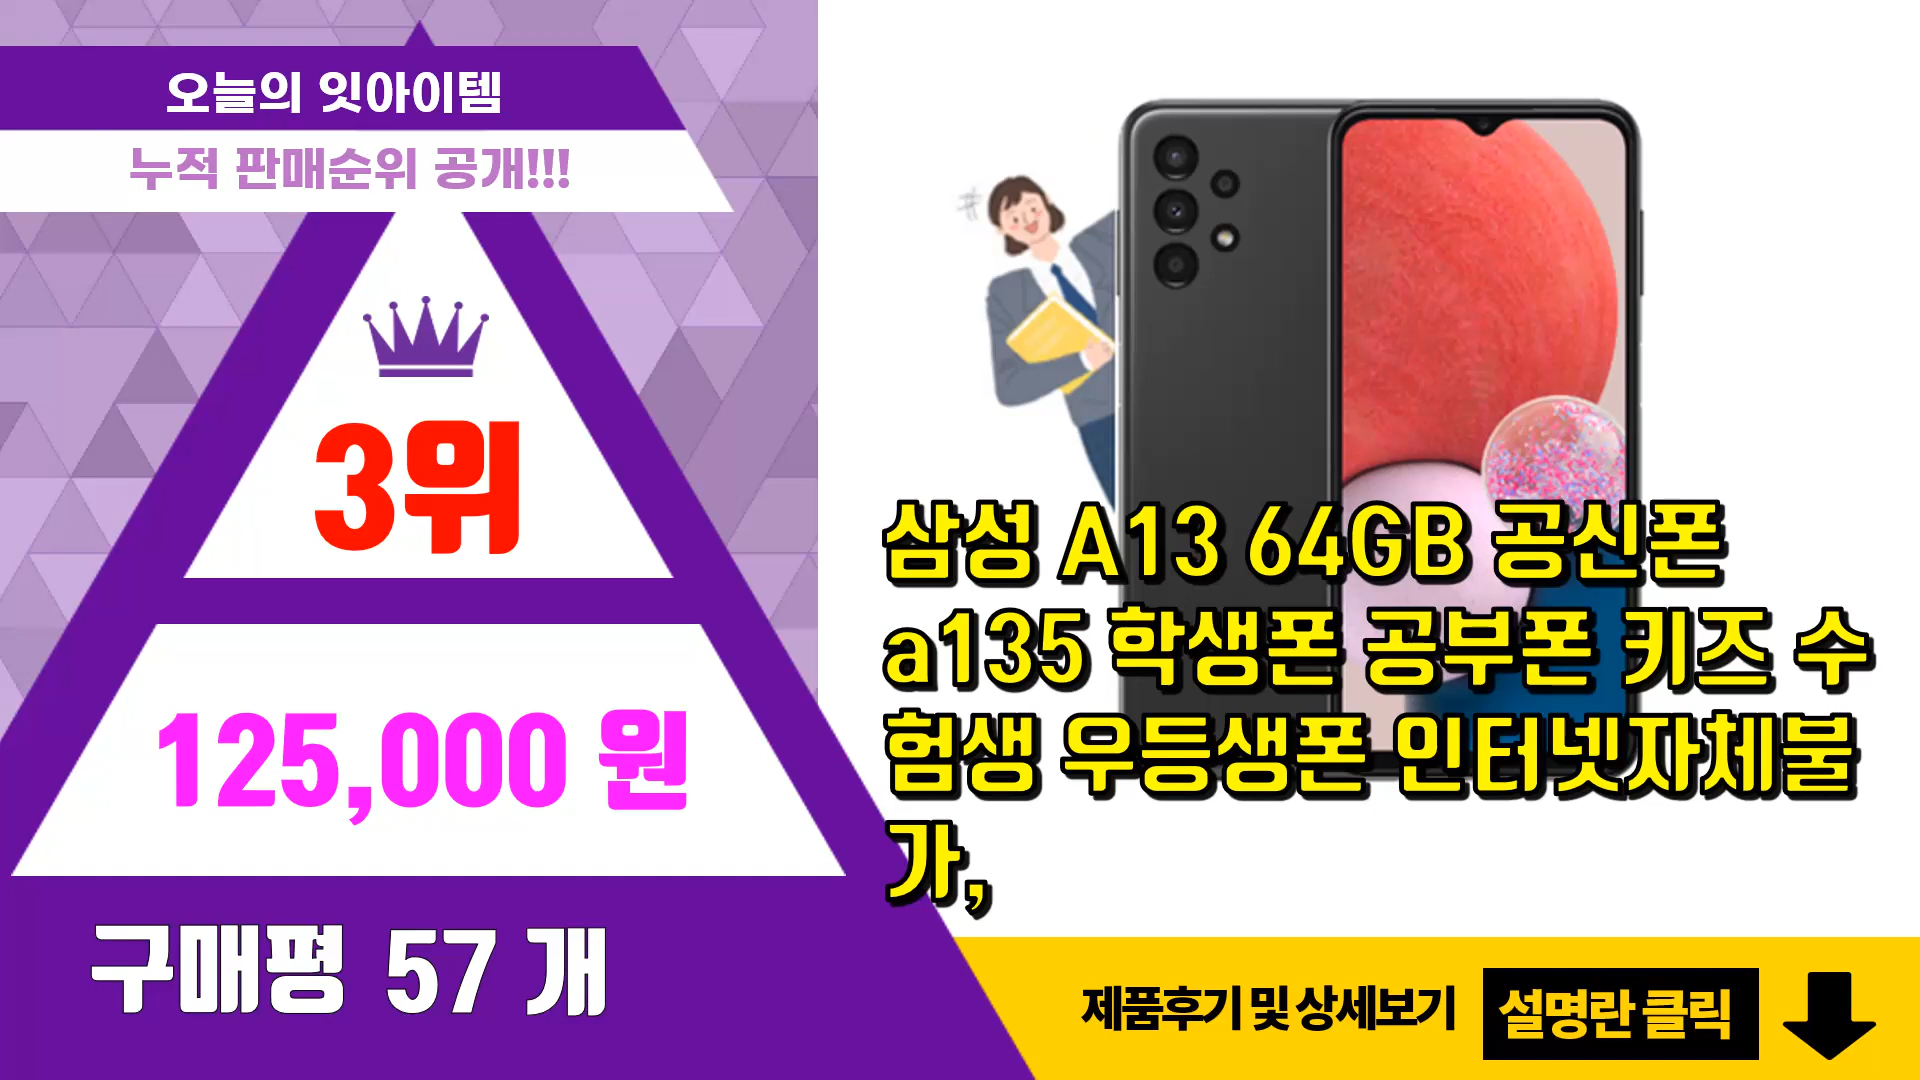 오늘의 잇아이템
누적 판매순위 공개!!!
3위
125,000 원
구매평 57 개
삼성 A13 64GB 공신폰
a135 학생폰 공부폰 키즈 수
험생 우등생폰 인터넷자체불
가,
제품후기 및 상세보기
설명란 클릭